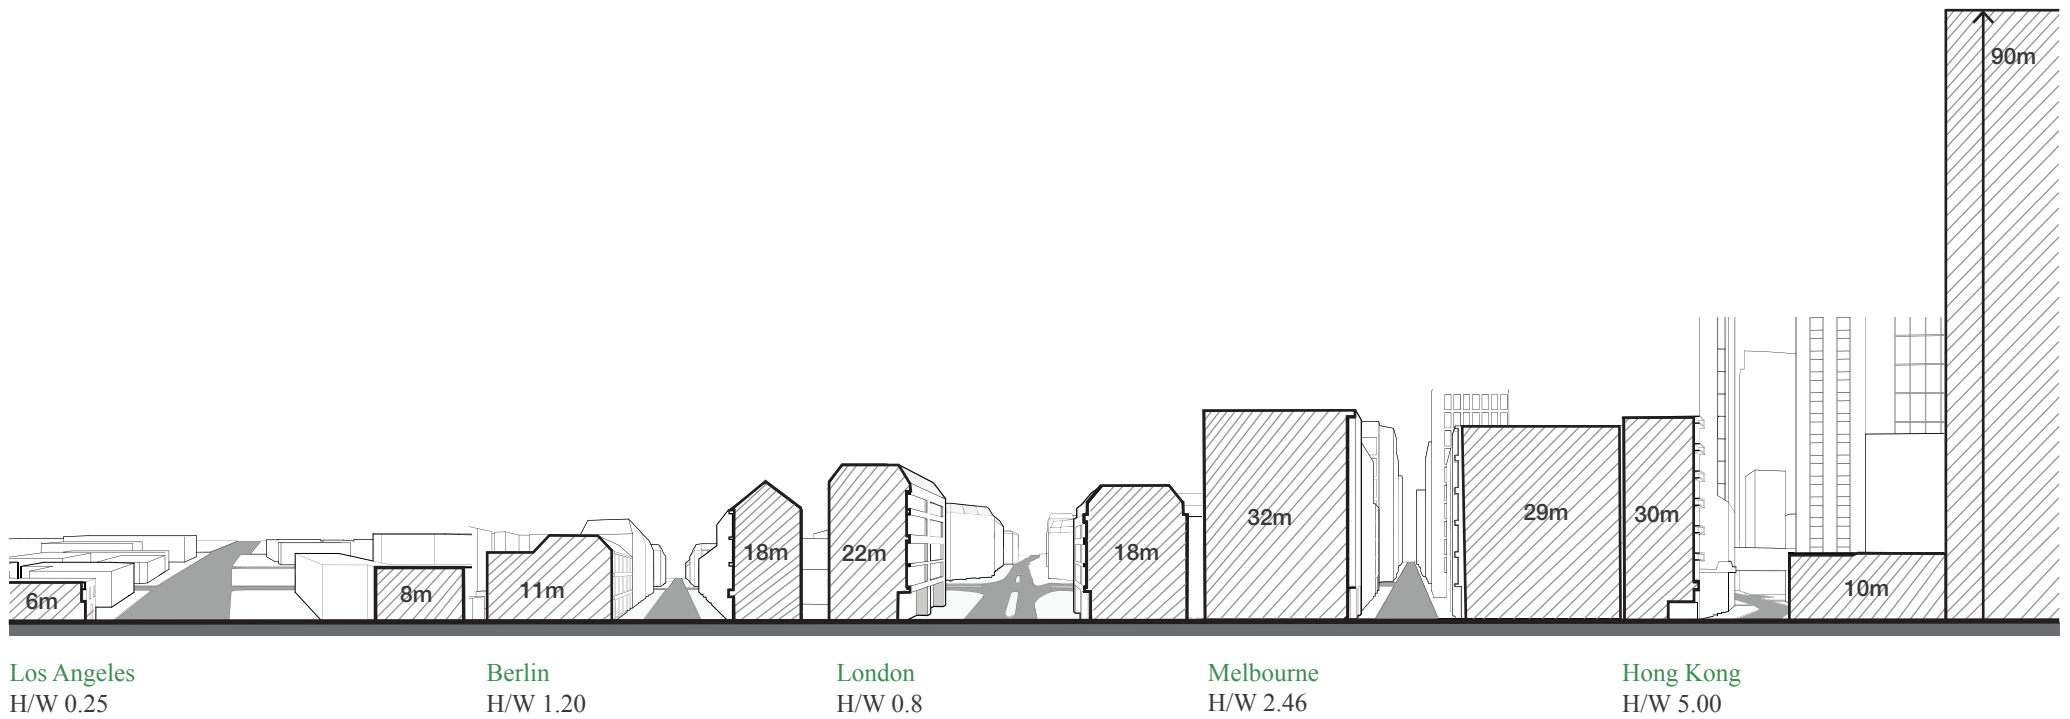 90m
6m
8m
11m
18m
22m
18m
32m
29m
30m
10m
Los Angeles
H/W 0.25
Berlin
H/W 1.20
London
H/W 0.8
Melbourne
H/W 2.46
Hong Kong
H/W 5.00